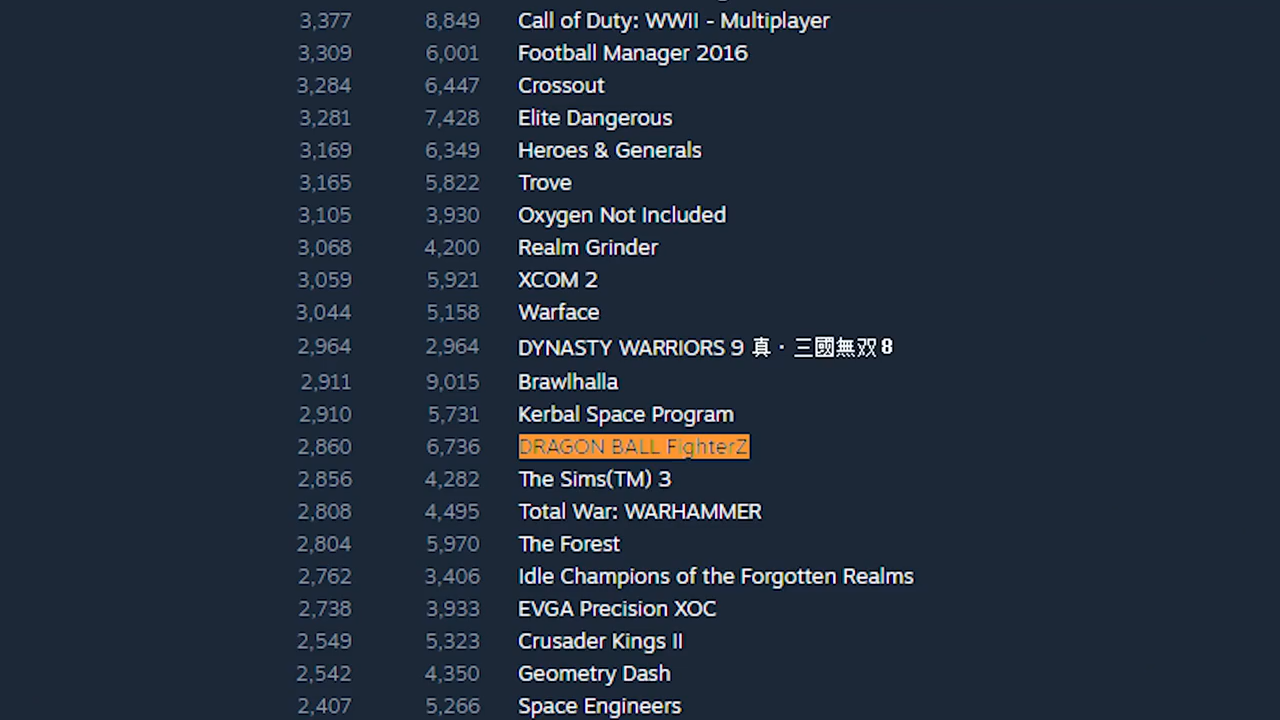 3,377 8,849 Call of Duty: WWII - Multiplayer
3,309 6,001 Football Manager 2016
3,284 6,447 Crossout
3,281 7,428 Elite Dangerous
3,169 6,349 Heroes & Generals
3,165 5,822 Trove
3,105 3,930 Oxygen Not Included
3,068 4,200 Realm Grinder
3,059 5,921 XCOM 2
3,044 5,158 Warface
2,964 2,964 DYNASTY WARRIORS 9 真・三國無双8
2,911 9,015 Brawlhalla
2,910 5,731 Kerbal Space Program
2,860 6,736 DRAGON BALL FighterZ
2,856 4,282 The Sims(TM) 3
2,808 4,495 Total War: WARHAMMER
2,804 5,970 The Forest
2,762 3,406 Idle Champions of the Forgotten Realms
2,738 3,933 EVGA Precision XOC
2,549 5,323 Crusader Kings II
2,542 4,350 Geometry Dash
2,407 5,266 Space Engineers